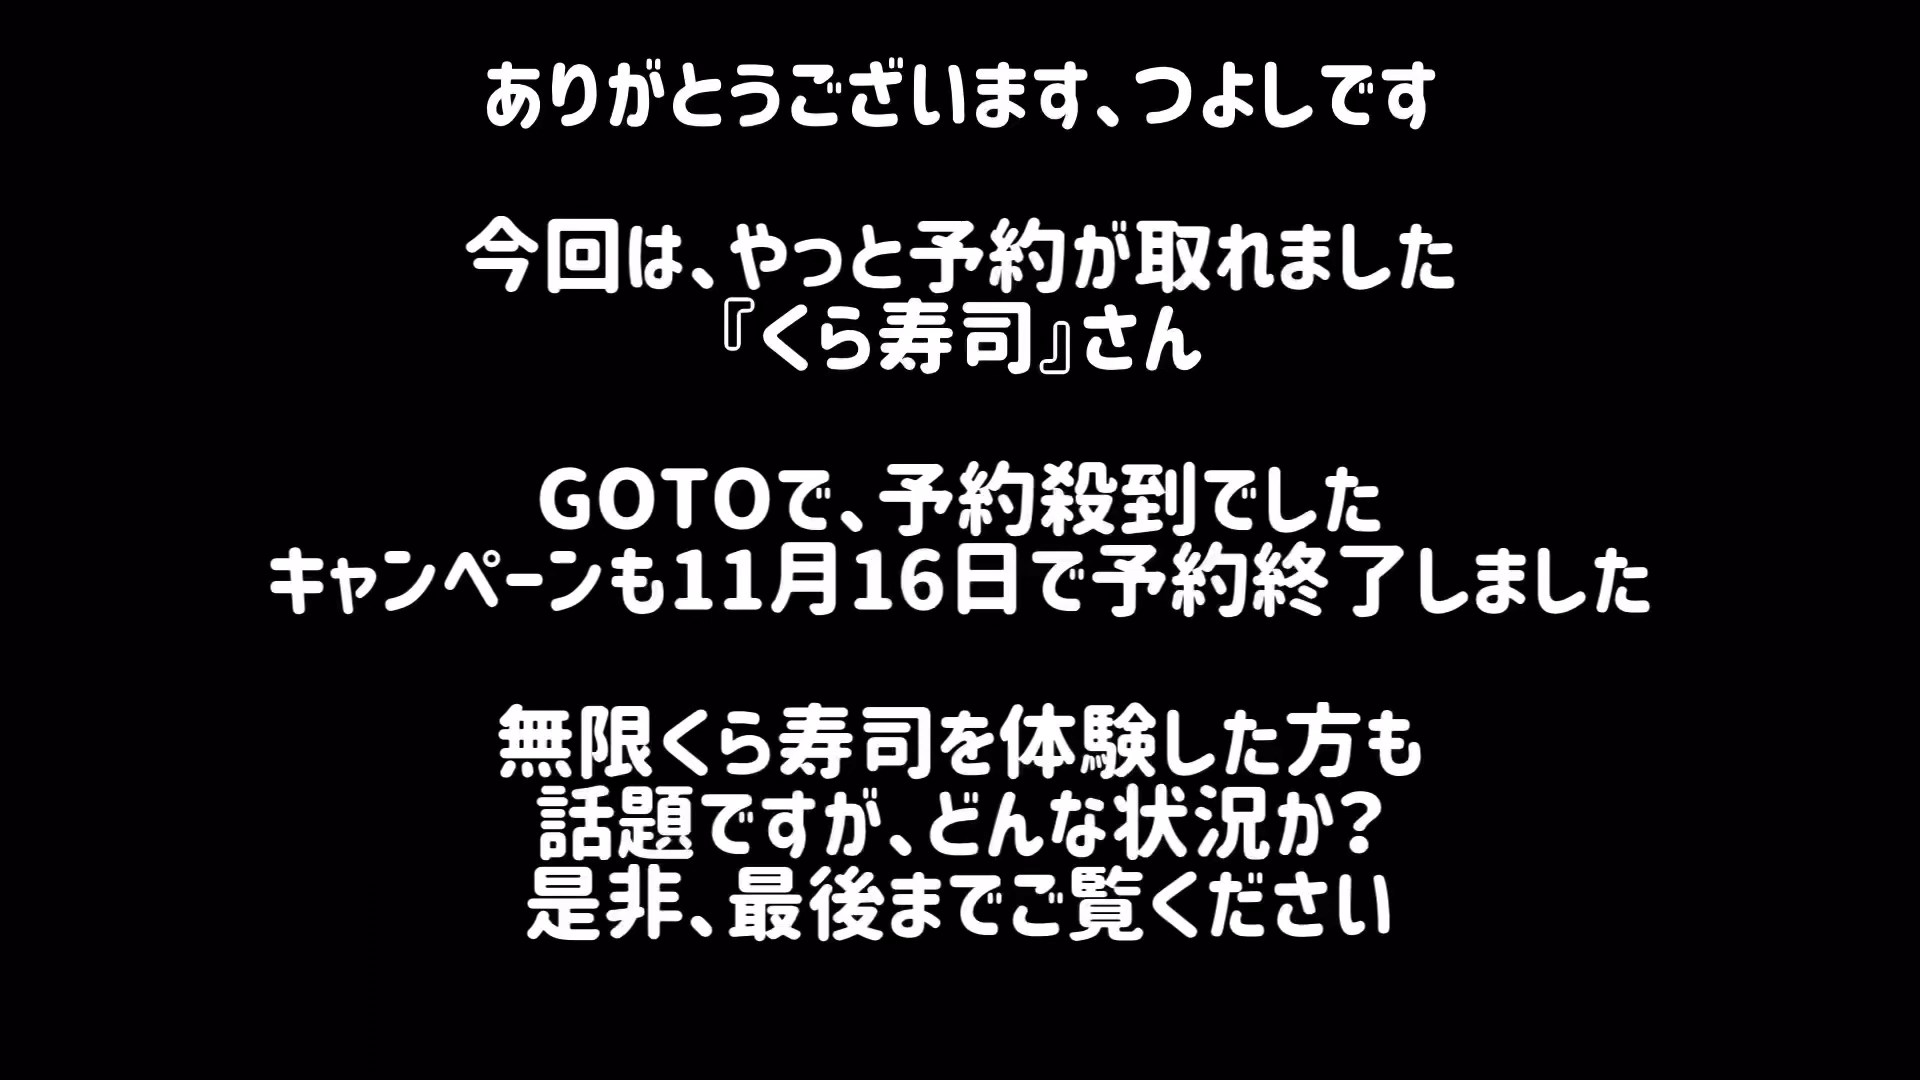 ありがとうございます、つよしです
今回は、やっと予約が取れました
『くら寿司』さん
GOTOで、予約殺到でした
キャンペーンも11月16日で予約終了しました
無限くら寿司を体験した方も
話題ですが、どんな状況か?
是非、最後までご覧ください